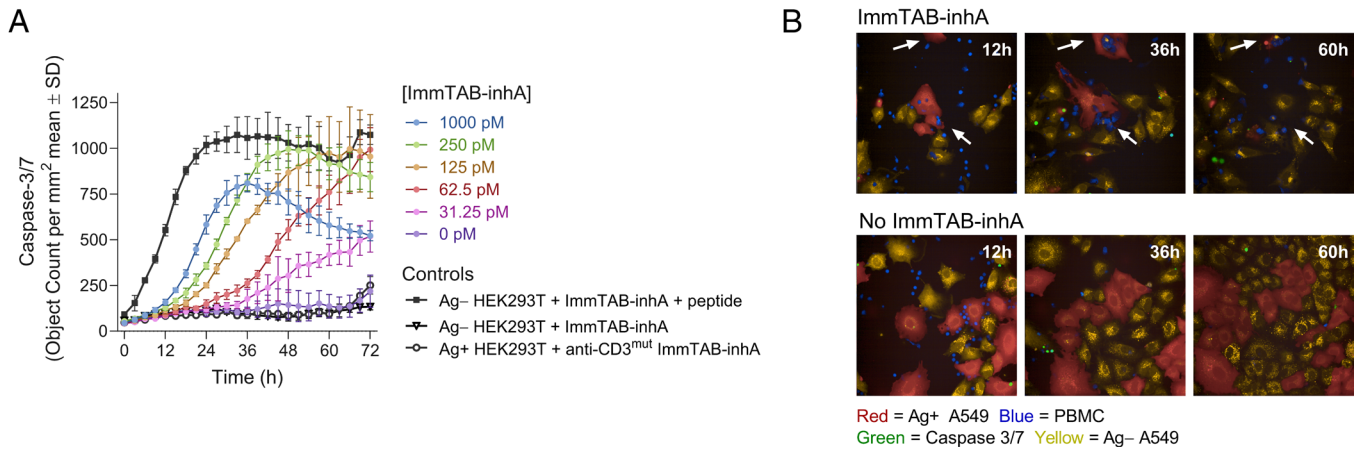 A
Caspase-3/7
(Object Count per mm² mean ± SD)
1250
1000
750
500
250
0
0 12 24 36 48 60 72
Time (h)
[ImmTAB-inhA]
1000 pM
250 pM
125 pM
62.5 pM
31.25 pM
0 pM
Controls
Ag– HEK293T + ImmTAB-inhA + peptide
Ag– HEK293T + ImmTAB-inhA
Ag+ HEK293T + anti-CD3ᵐᵘᵗ ImmTAB-inhA
B
ImmTAB-inhA
12h 36h 60h
No ImmTAB-inhA
12h 36h 60h
Red = Ag+ A549 Blue = PBMC
Green = Caspase 3/7 Yellow = Ag– A549